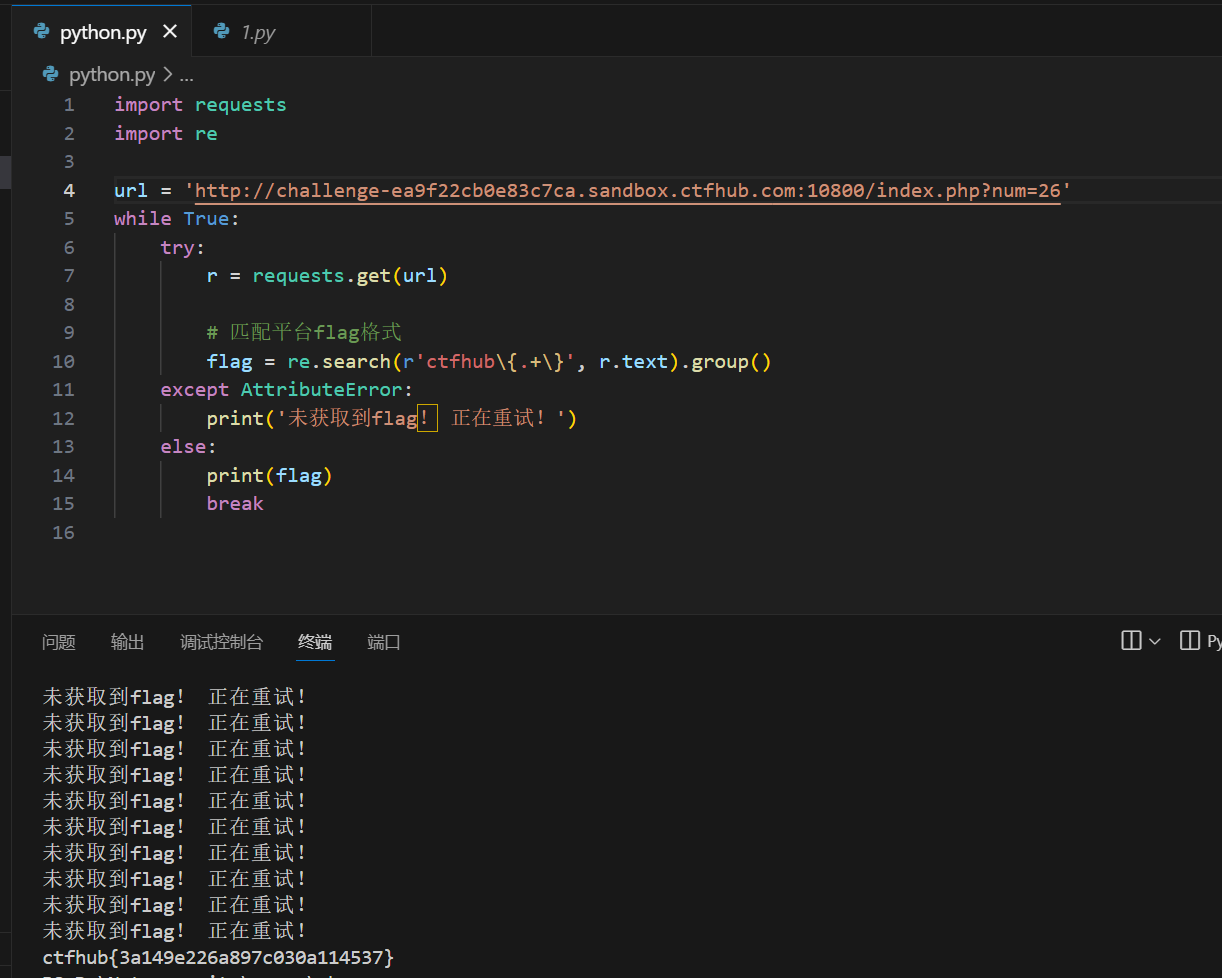 python.py × 1.py
python.py > ...
1 import requests
2 import re
3
4 url = 'http://challenge-ea9f22cb0e83c7ca.sandbox.ctfhub.com:10800/index.php?num=26'
5 while True:
6 try:
7 r = requests.get(url)
8
9 # 匹配平台flag格式
10 flag = re.search(r'ctfhub\{.+\}', r.text).group()
11 except AttributeError:
12 print('未获取到flag！ 正在重试！')
13 else:
14 print(flag)
15 break
16
问题 输出 调试控制台 终端 端口
未获取到flag！ 正在重试！
未获取到flag！ 正在重试！
未获取到flag！ 正在重试！
未获取到flag！ 正在重试！
未获取到flag！ 正在重试！
未获取到flag！ 正在重试！
未获取到flag！ 正在重试！
未获取到flag！ 正在重试！
未获取到flag！ 正在重试！
未获取到flag！ 正在重试！
ctfhub{3a149e226a897c030a114537}